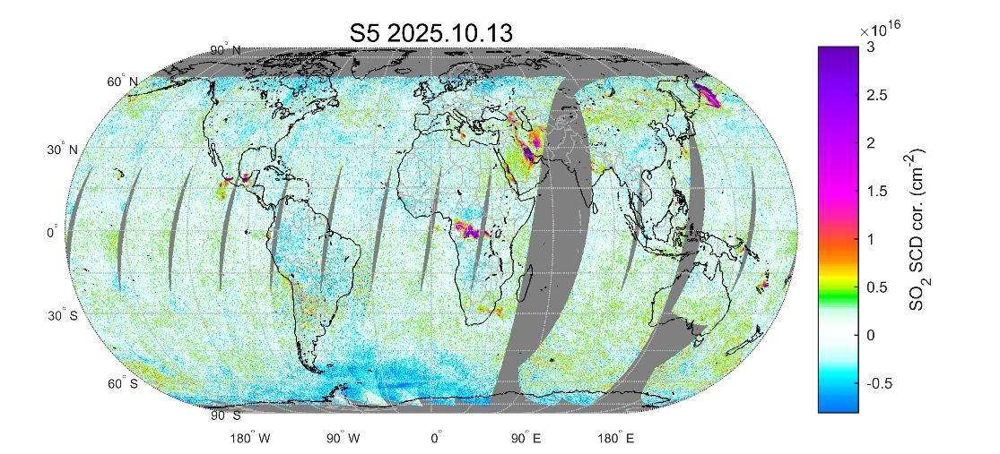 S5 2025.10.13
×10^16
90° N
60° N
30° N
0°
30° S
60° S
90° S
180° W
90° W
0°
90° E
180° E
3
2.5
2
1.5
1
0.5
0
-0.5
SO₂ SCD cor. (cm⁻²)